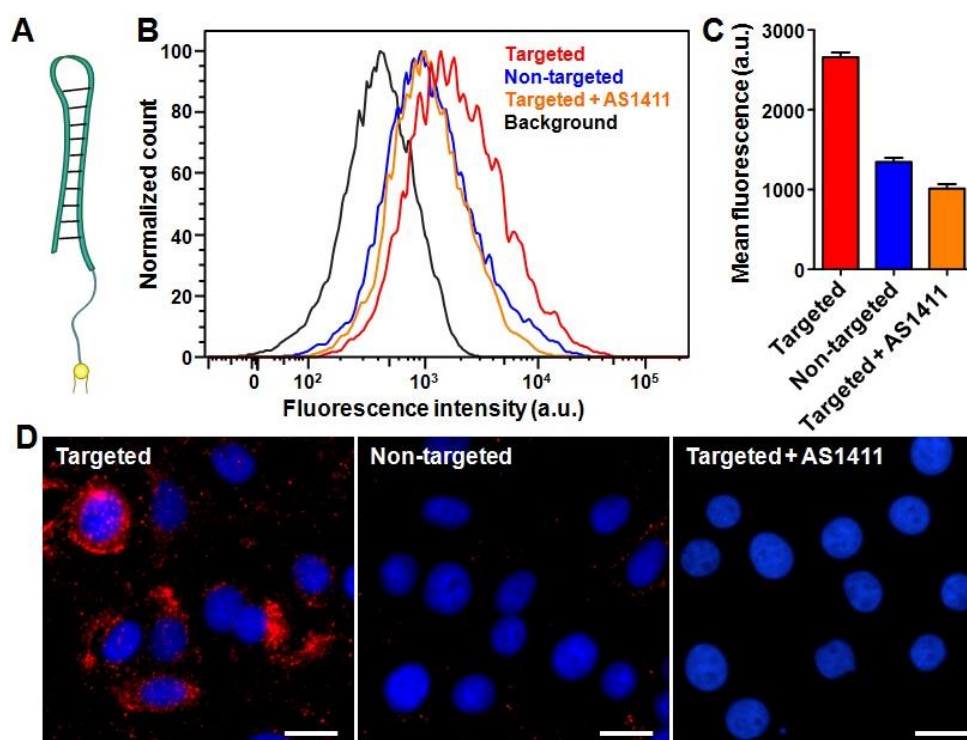 A
B
Normalized count
100
80
60
40
20
0
0
10²
10³
10⁴
10⁵
Fluorescence intensity (a.u.)
Targeted
Non-targeted
Targeted + AS1411
Background
C
Mean fluorescence (a.u.)
3000
2000
1000
0
Targeted
Non-targeted
Targeted + AS1411
D
Targeted
Non-targeted
Targeted + AS1411